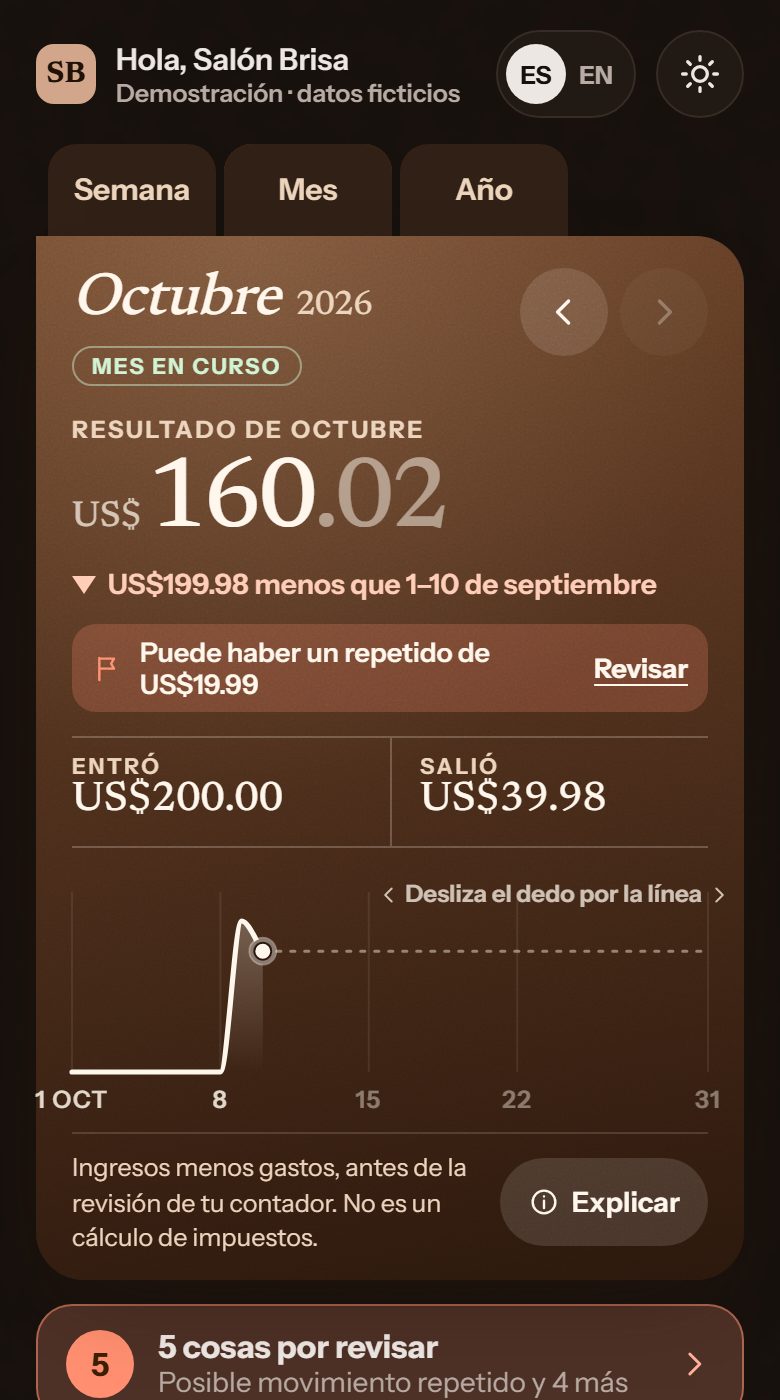 SB
Hola, Salón Brisa
Demostración · datos ficticios
ES EN
Semana
Mes
Año
Octubre 2026
MES EN CURSO
RESULTADO DE OCTUBRE
US$ 160.02
US$199.98 menos que 1–10 de septiembre
Puede haber un repetido de
US$19.99
Revisar
ENTRÓ
US$200.00
SALIÓ
US$39.98
Desliza el dedo por la línea
1 OCT 8 15 22 31
Ingresos menos gastos, antes de la
revisión de tu contador. No es un
cálculo de impuestos.
Explicar
5
5 cosas por revisar
Posible movimiento repetido y 4 más